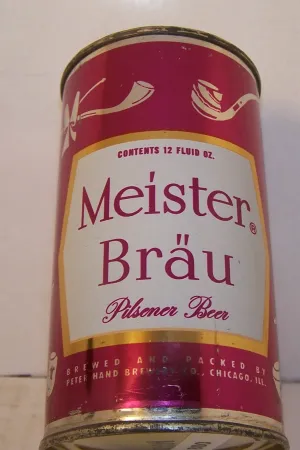 CONTENTS 12 FLUID OZ.
Meister®
Bräu
Pilsener Beer
BREWED AND PACKED BY
PETER HAND BREWERY CO., CHICAGO, ILL.